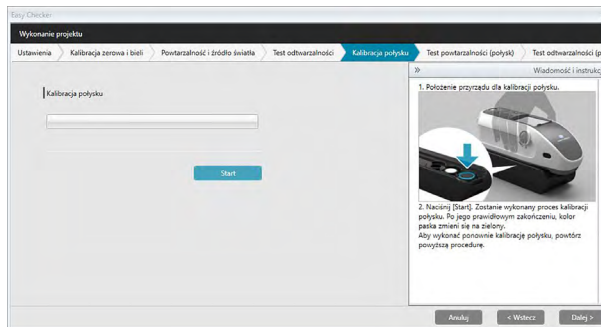 Easy Checker
Wykonanie projektu
Ustawienia
Kalibracja zerowa i bieli
Powtarzalność i źródło światła
Test odtwarzalności
Kalibracja połysku
Test powtarzalności (połysk)
Test odtwarzalności (p
»
Wiadomość i instrukc
Kalibracja połysku
Start
1. Położenie przyrządu dla kalibracji połysku.
2. Naciśnij [Start]. Zostanie wykonany proces kalibracji
połysku. Po jego prawidłowym zakończeniu, kolor
paska zmieni się na zielony.
Aby wykonać ponownie kalibrację połysku, powtórz
powyższą procedurę.
Anuluj
< Wstecz
Dalej >